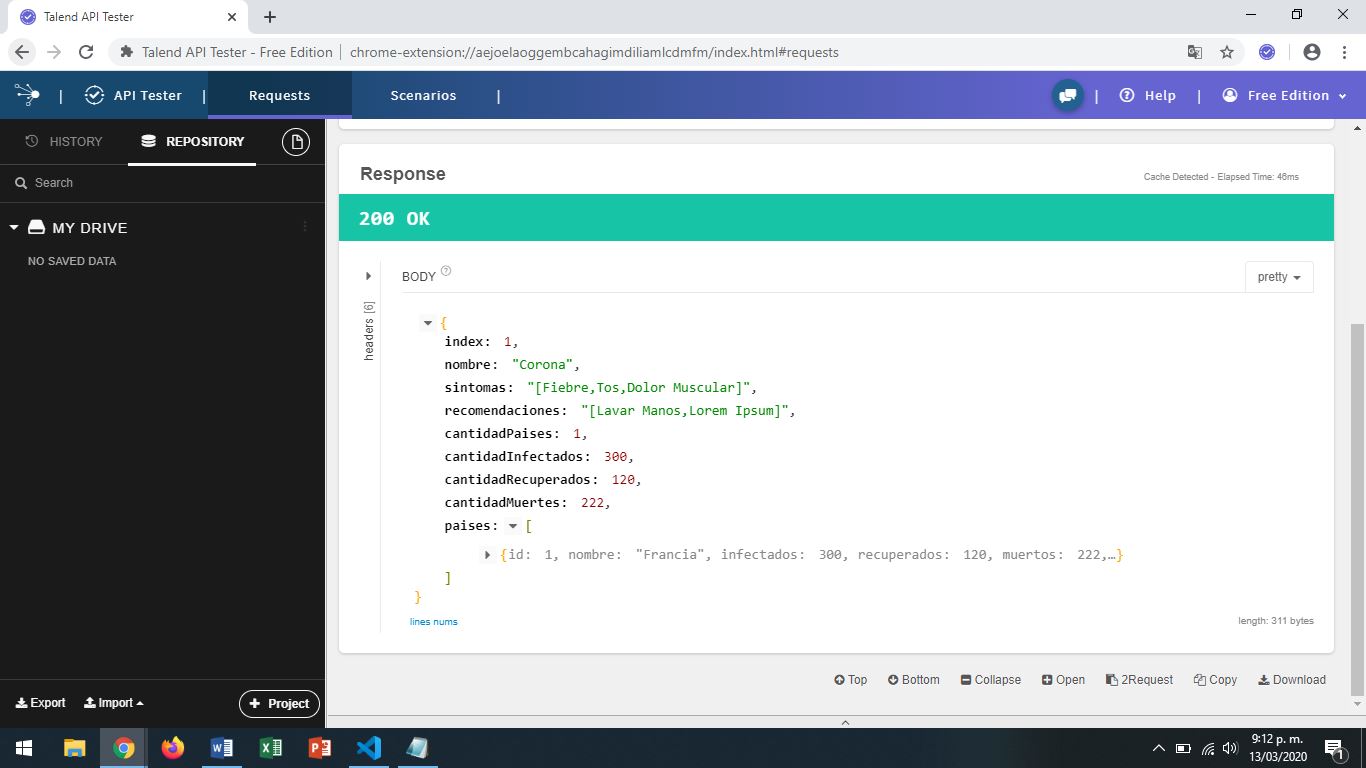 Talend API Tester
Talend API Tester - Free Edition | chrome-extension://aejoelaoggembcahagimdiliamlcdmfm/index.html#requests
| API Tester | Requests Scenarios | | Help | Free Edition
HISTORY REPOSITORY
Search
MY DRIVE
NO SAVED DATA
Response
Cache Detected - Elapsed Time: 46ms
200 OK
BODY ?
pretty
headers [6]
{
index: 1,
nombre: "Corona",
sintomas: "[Fiebre,Tos,Dolor Muscular]",
recomendaciones: "[Lavar Manos,Lorem Ipsum]",
cantidadPaises: 1,
cantidadInfectados: 300,
cantidadRecuperados: 120,
cantidadMuertes: 222,
paises: [
{id: 1, nombre: "Francia", infectados: 300, recuperados: 120, muertos: 222,…}
]
}
lines nums
length: 311 bytes
Top Bottom Collapse Open 2Request Copy Download
Export Import + Project
9:12 p. m.
13/03/2020
1